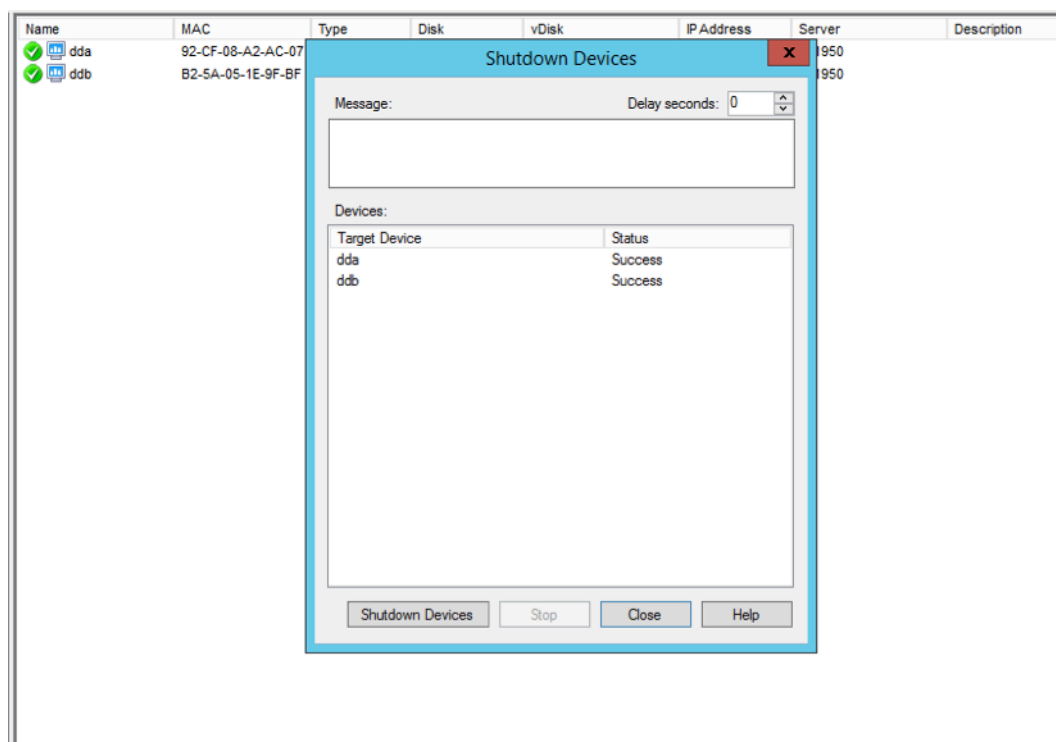 Name MAC Type Disk vDisk IP Address Server Description
dda 92-CF-08-A2-AC-07 1950
ddb B2-5A-05-1E-9F-BF 1950
Shutdown Devices
Message: Delay seconds: 0
Devices:
Target Device Status
dda Success
ddb Success
Shutdown Devices Stop Close Help